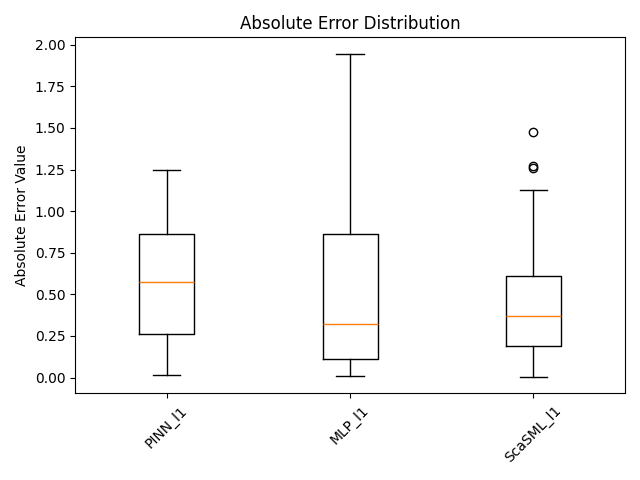 Absolute Error Distribution
Absolute Error Value
2.00
1.75
1.50
1.25
1.00
0.75
0.50
0.25
0.00
PINN_l1
MLP_l1
ScaSML_l1